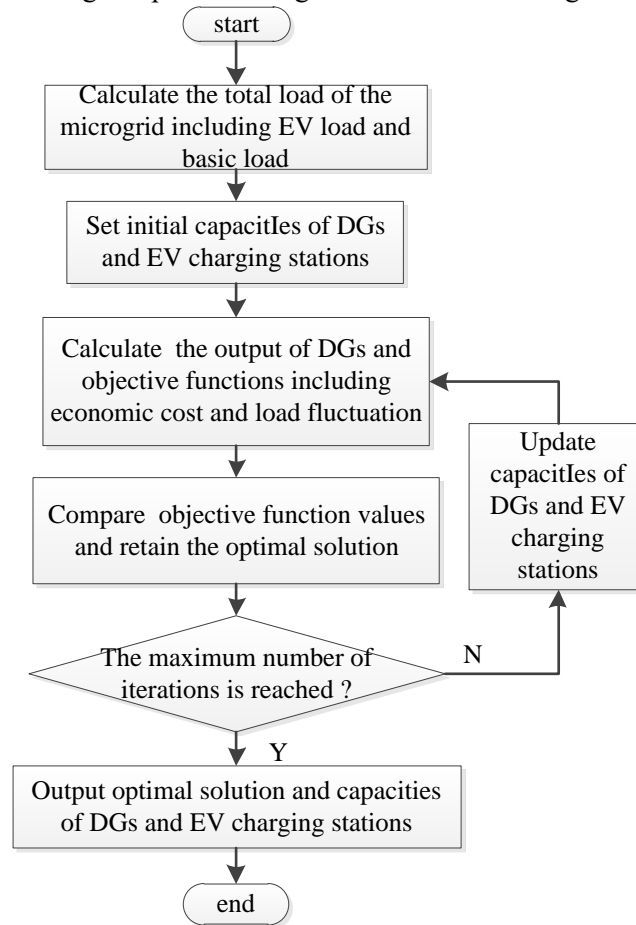 start
Calculate the total load of the
microgrid including EV load and
basic load
Set initial capacitIes of DGs
and EV charging stations
Calculate the output of DGs and
objective functions including
economic cost and load fluctuation
Compare objective function values
and retain the optimal solution
Update
capacitIes of
DGs and EV
charging
stations
The maximum number of
iterations is reached ?
N
Y
Output optimal solution and capacities
of DGs and EV charging stations
end